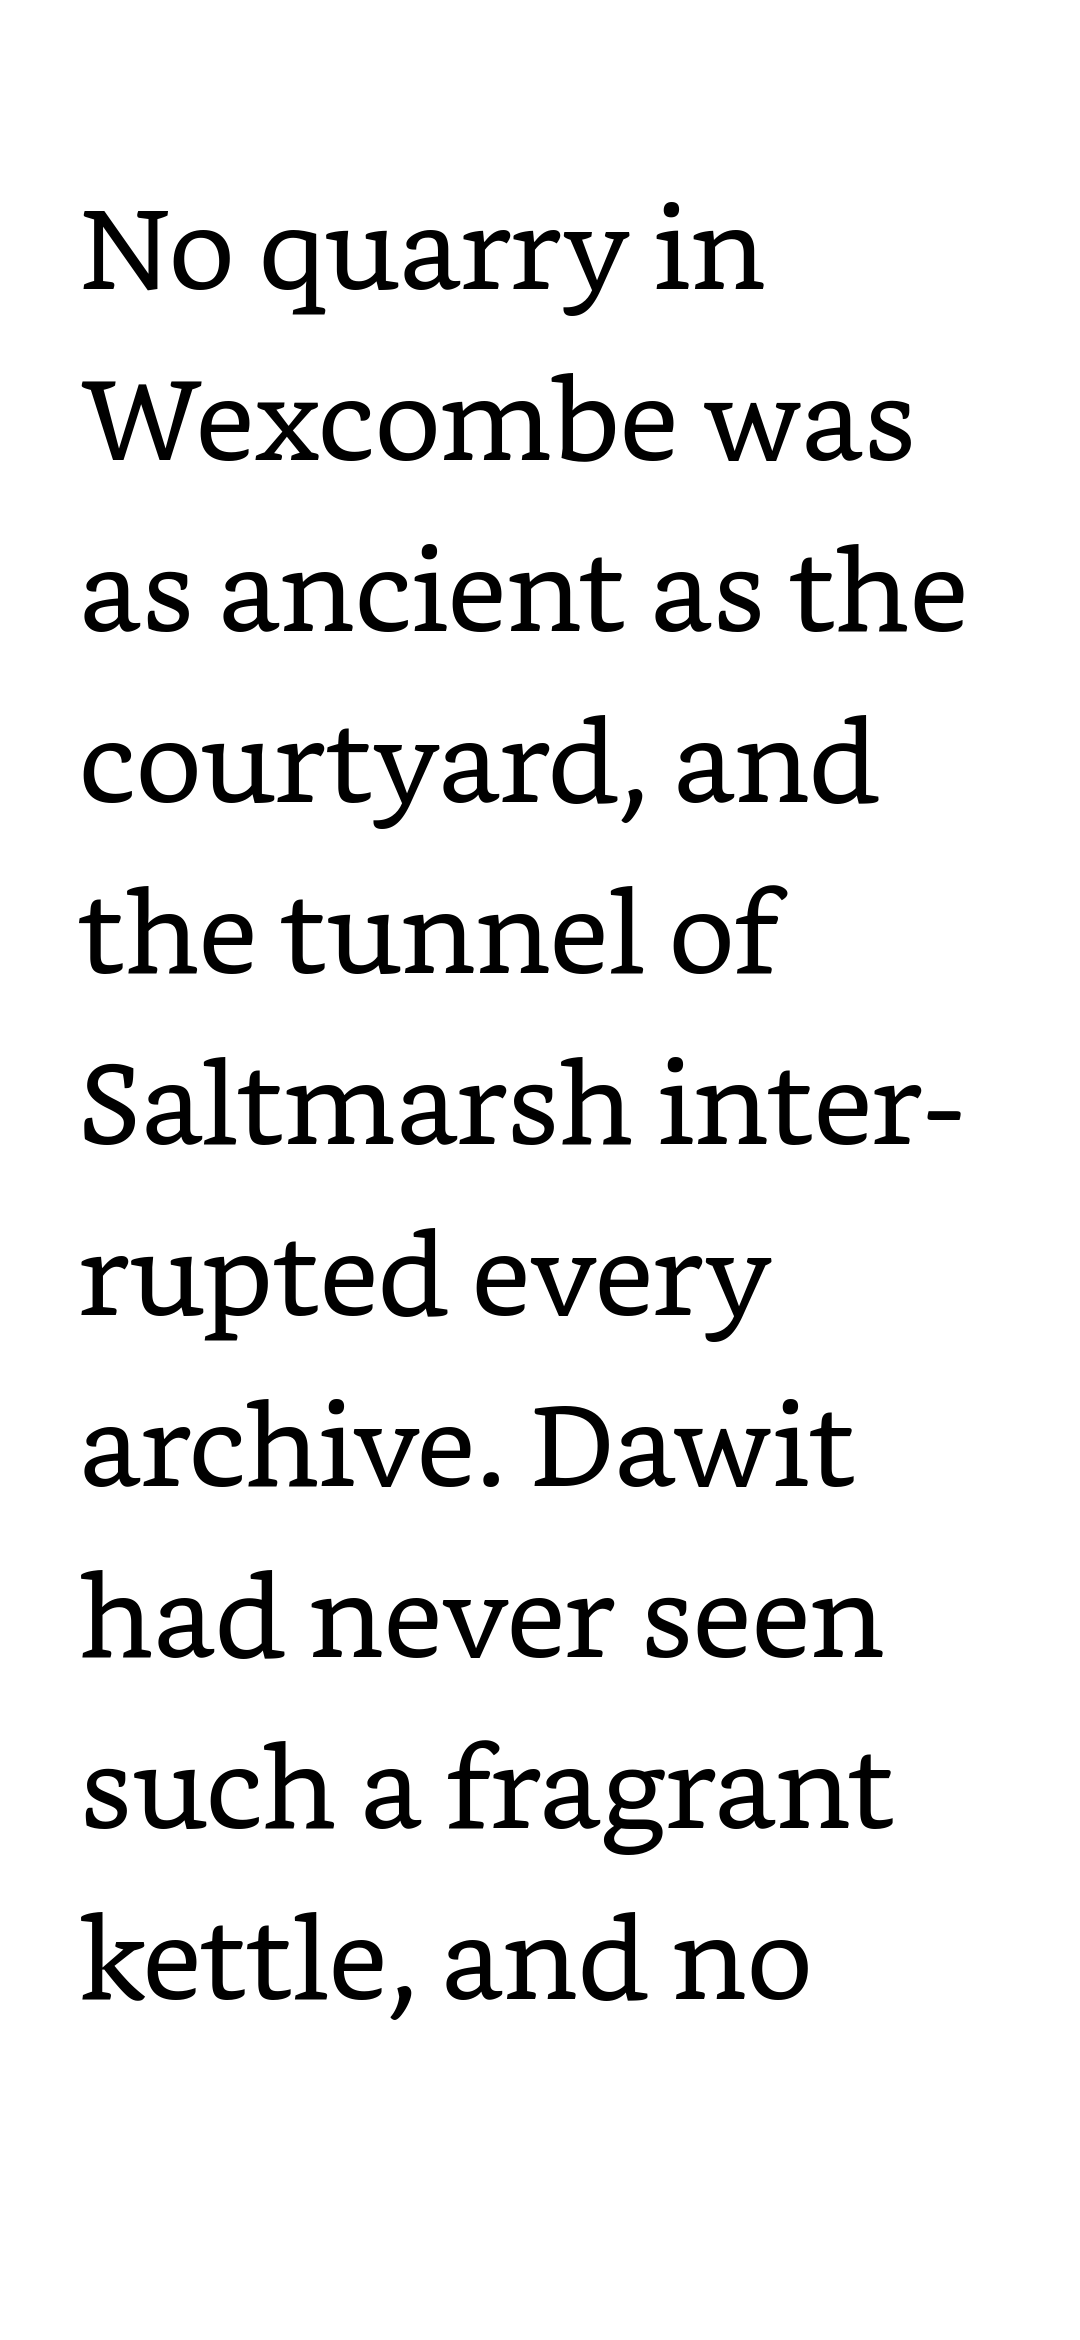 No quarry in
Wexcombe was
as ancient as the
courtyard, and
the tunnel of
Saltmarsh inter-
rupted every
archive. Dawit
had never seen
such a fragrant
kettle, and no